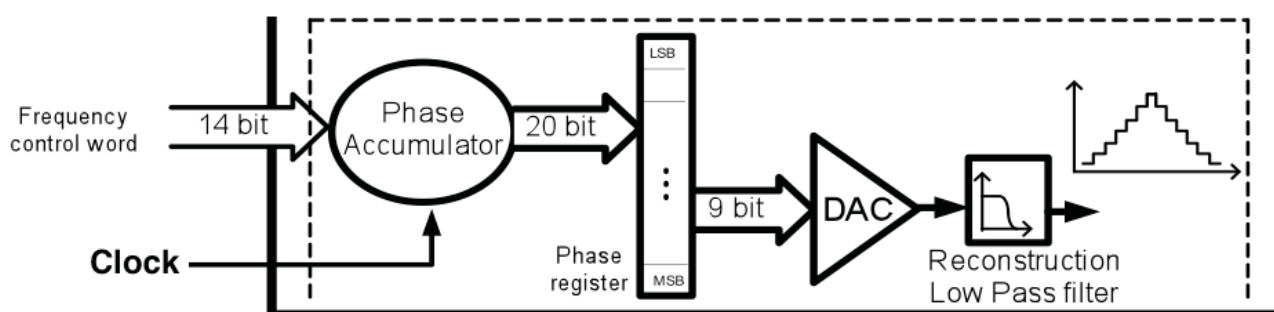 Frequency
control word
14 bit
Phase
Accumulator
20 bit
LSB
MSB
Phase
register
9 bit
DAC
Reconstruction
Low Pass filter
Clock